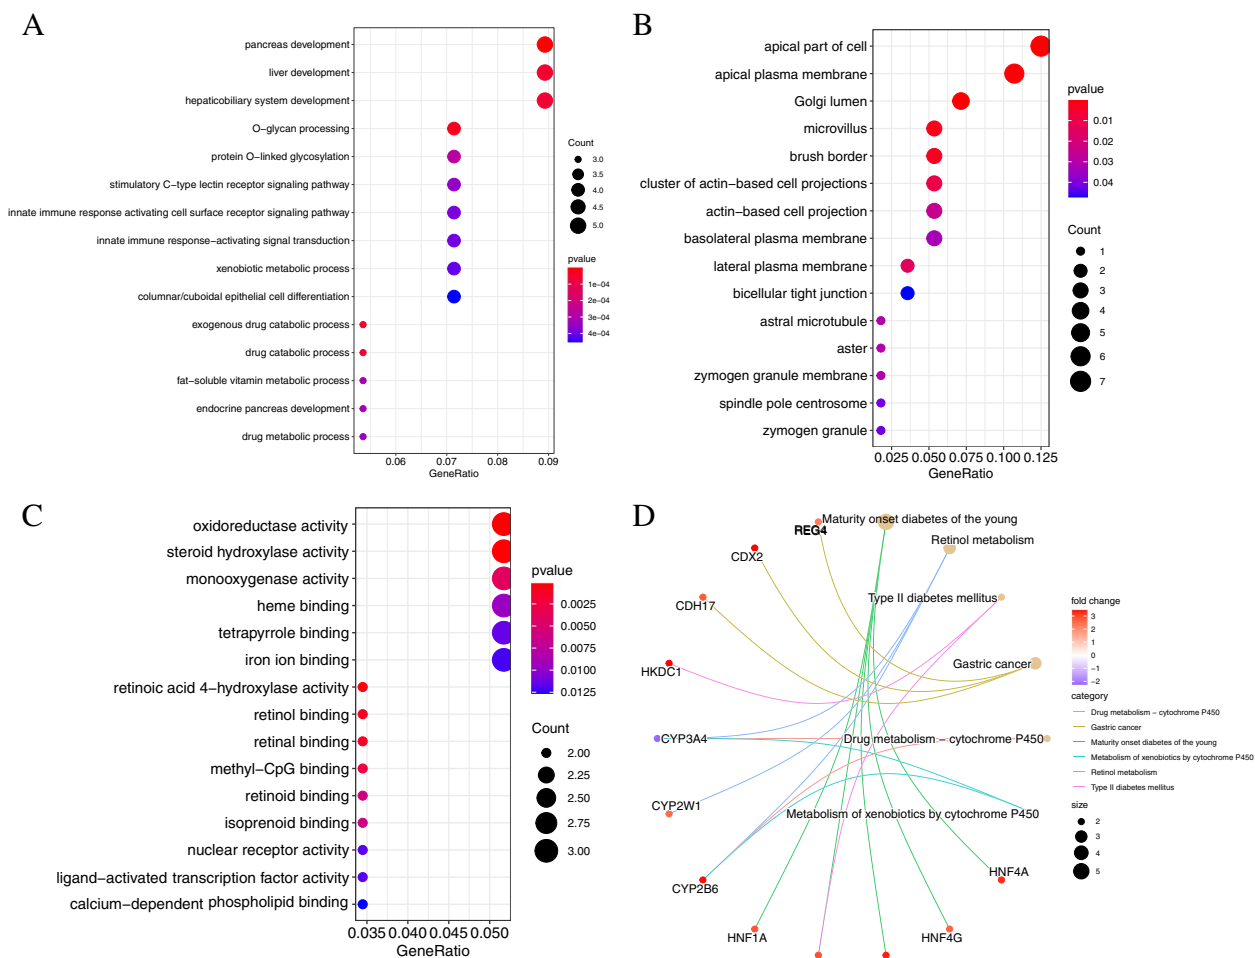 A
pancreas development
liver development
hepaticobiliary system development
O−glycan processing
protein O−linked glycosylation
stimulatory C−type lectin receptor signaling pathway
innate immune response activating cell surface receptor signaling pathway
innate immune response−activating signal transduction
xenobiotic metabolic process
columnar/cuboidal epithelial cell differentiation
exogenous drug catabolic process
drug catabolic process
fat−soluble vitamin metabolic process
endocrine pancreas development
drug metabolic process
0.06 0.07 0.08 0.09
GeneRatio
Count
3.0
3.5
4.0
4.5
5.0
pvalue
1e−04
2e−04
3e−04
4e−04
B
apical part of cell
apical plasma membrane
Golgi lumen
microvillus
brush border
cluster of actin−based cell projections
actin−based cell projection
basolateral plasma membrane
lateral plasma membrane
bicellular tight junction
astral microtubule
aster
zymogen granule membrane
spindle pole centrosome
zymogen granule
0.025 0.050 0.075 0.100 0.125
GeneRatio
pvalue
0.01
0.02
0.03
0.04
Count
1
2
3
4
5
6
7
C
oxidoreductase activity
steroid hydroxylase activity
monooxygenase activity
heme binding
tetrapyrrole binding
iron ion binding
retinoic acid 4−hydroxylase activity
retinol binding
retinal binding
methyl−CpG binding
retinoid binding
isoprenoid binding
nuclear receptor activity
ligand−activated transcription factor activity
calcium−dependent phospholipid binding
0.035 0.040 0.045 0.050
GeneRatio
pvalue
0.0025
0.0050
0.0075
0.0100
0.0125
Count
2.00
2.25
2.50
2.75
3.00
D
Maturity onset diabetes of the young
REG4
Retinol metabolism
CDX2
Type II diabetes mellitus
CDH17
Gastric cancer
HKDC1
CYP3A4
Drug metabolism − cytochrome P450
CYP2W1
Metabolism of xenobiotics by cytochrome P450
CYP2B6
HNF4A
HNF1A
HNF4G
fold change
3
2
1
0
−1
−2
category
Drug metabolism − cytochrome P450
Gastric cancer
Maturity onset diabetes of the young
Metabolism of xenobiotics by cytochrome P450
Retinol metabolism
Type II diabetes mellitus
size
2
3
4
5